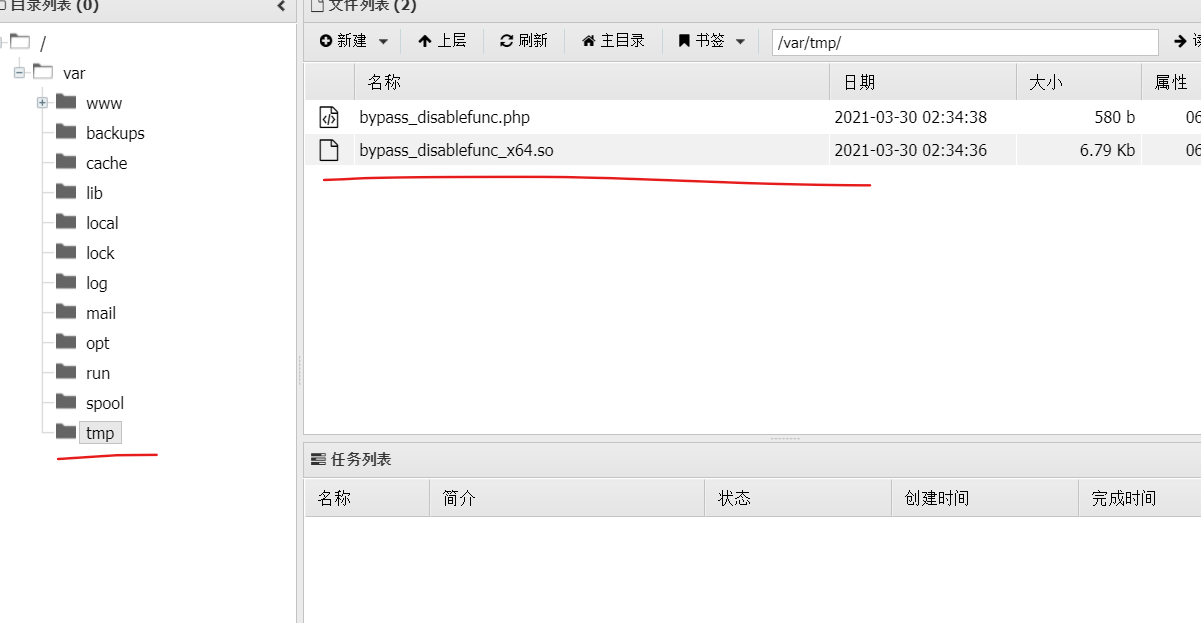 目录列表 (0)
/
var
www
backups
cache
lib
local
lock
log
mail
opt
run
spool
tmp
文件列表 (2)
新建 上层 刷新 主目录 书签 /var/tmp/
名称 日期 大小 属性
bypass_disablefunc.php 2021-03-30 02:34:38 580 b 06
bypass_disablefunc_x64.so 2021-03-30 02:34:36 6.79 Kb 06
任务列表
名称 简介 状态 创建时间 完成时间